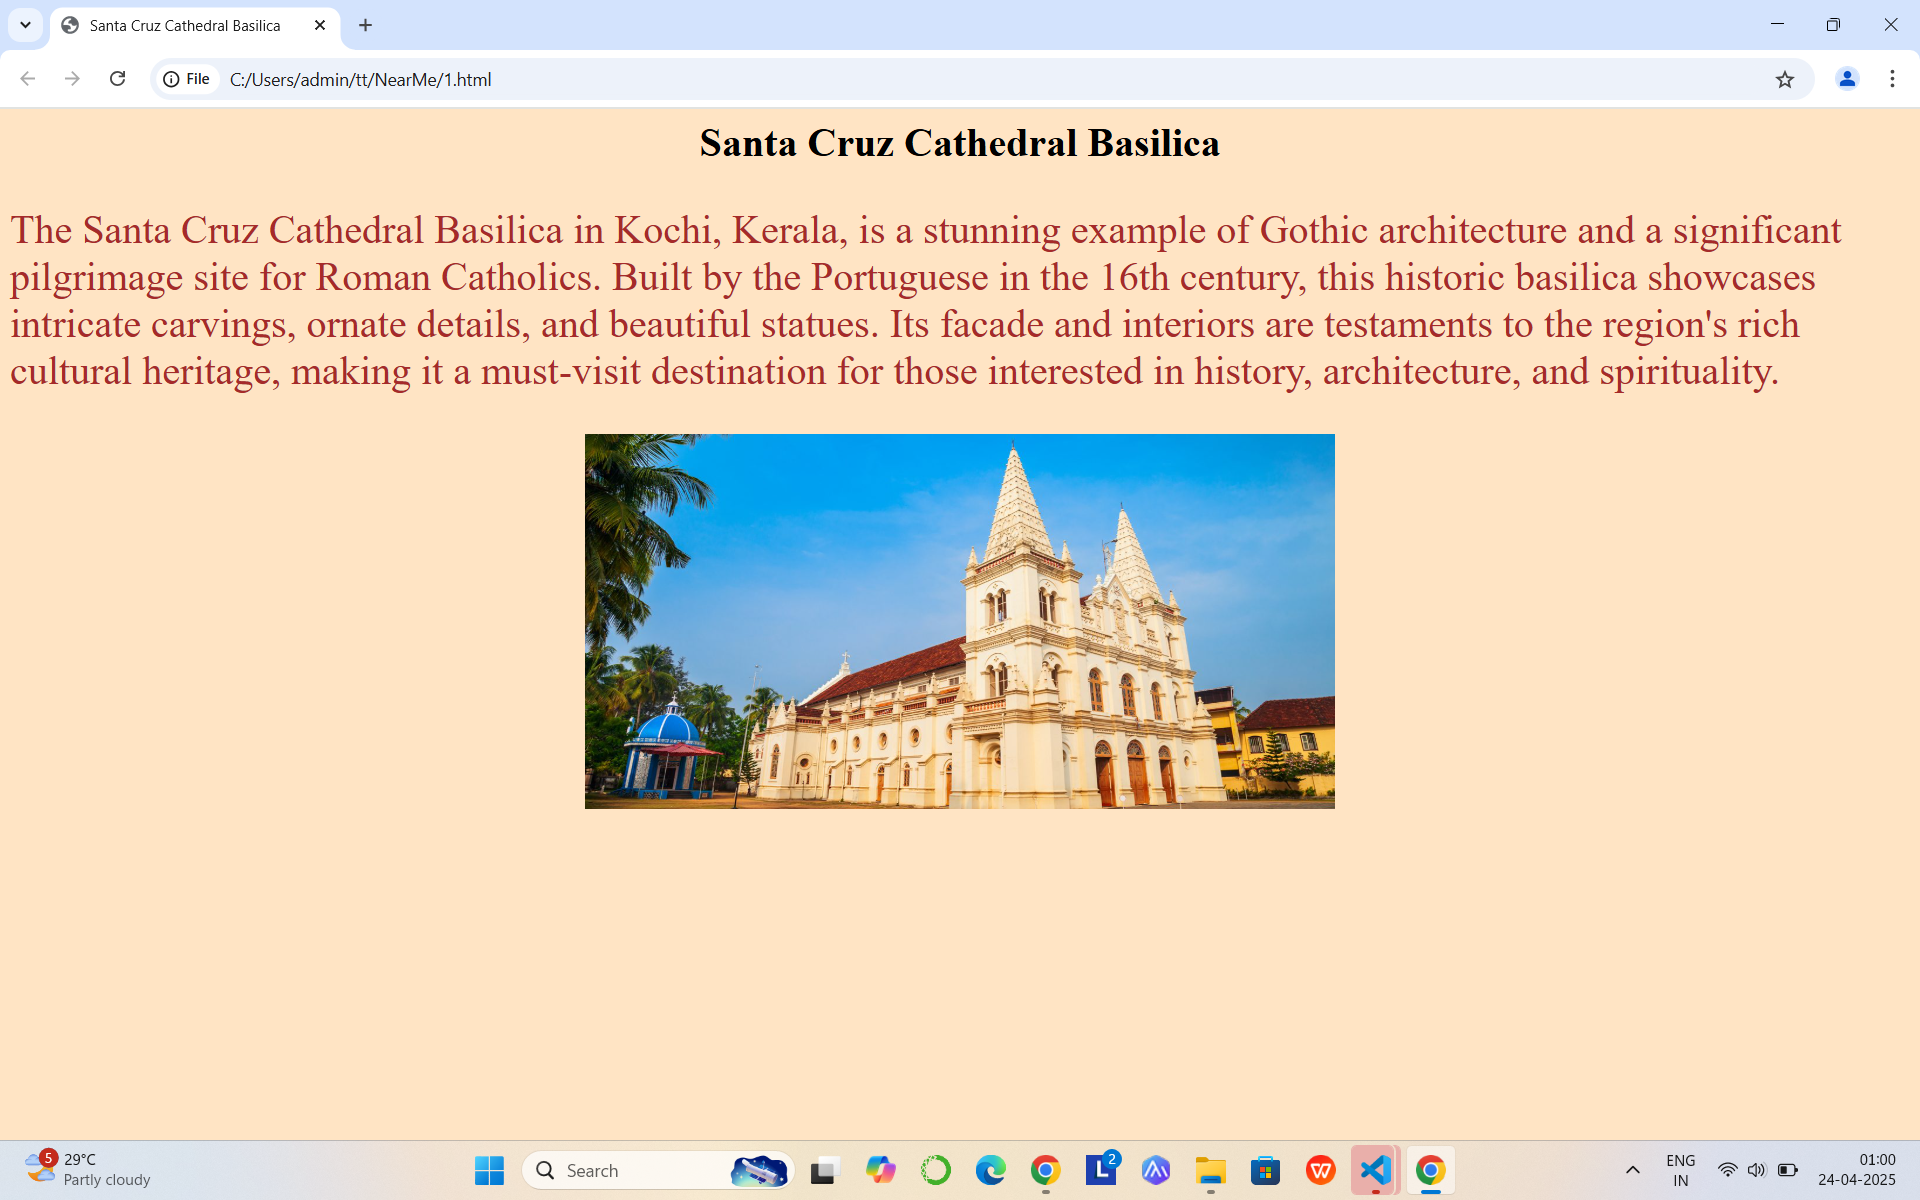 Santa Cruz Cathedral Basilica
File
C:/Users/admin/tt/NearMe/1.html
Santa Cruz Cathedral Basilica
The Santa Cruz Cathedral Basilica in Kochi, Kerala, is a stunning example of Gothic architecture and a significant
pilgrimage site for Roman Catholics. Built by the Portuguese in the 16th century, this historic basilica showcases
intricate carvings, ornate details, and beautiful statues. Its facade and interiors are testaments to the region's rich
cultural heritage, making it a must-visit destination for those interested in history, architecture, and spirituality.
5
29°C
Partly cloudy
Search
L
2
W
ENG
IN
01:00
24-04-2025